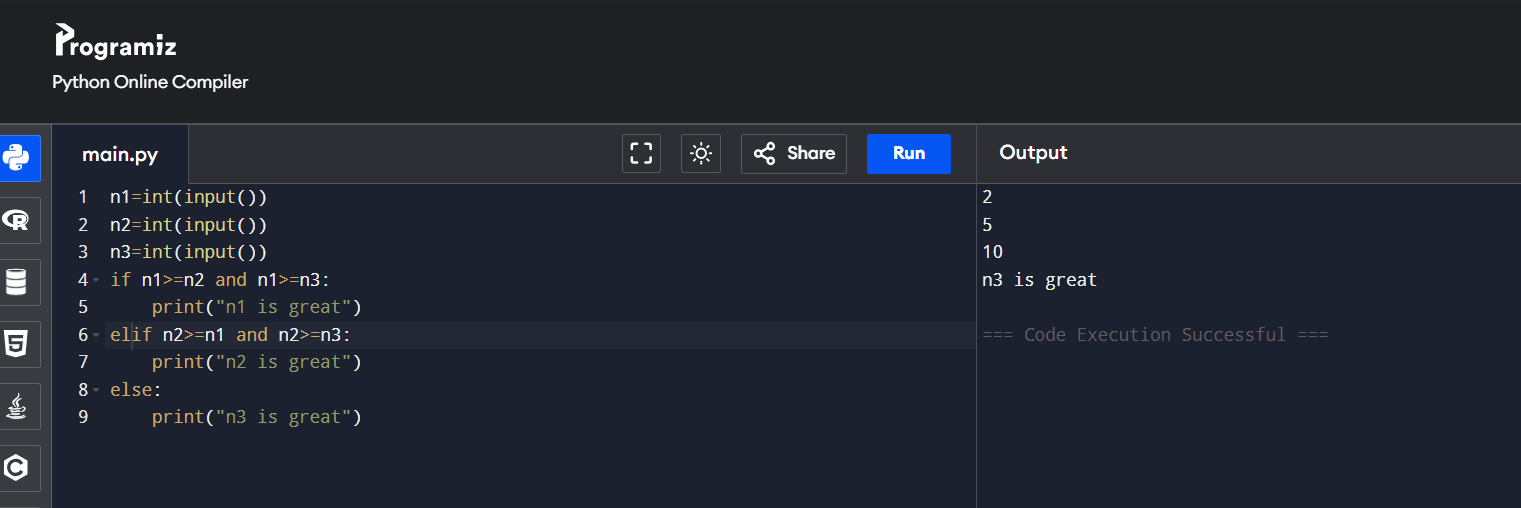 Programiz
Python Online Compiler
main.py
Share
Run
Output
1 n1=int(input())
2 n2=int(input())
3 n3=int(input())
4 if n1>=n2 and n1>=n3:
5     print("n1 is great")
6 elif n2>=n1 and n2>=n3:
7     print("n2 is great")
8 else:
9     print("n3 is great")
2
5
10
n3 is great
=== Code Execution Successful ===
R
5
C